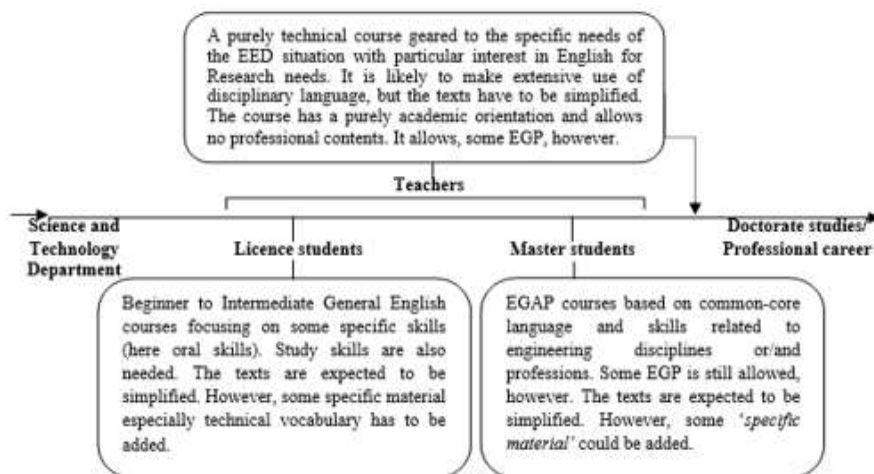 A purely technical course geared to the specific needs of
the EED situation with particular interest in English for
Research needs. It is likely to make extensive use of
disciplinary language, but the texts have to be simplified.
The course has a purely academic orientation and allows
no professional contents. It allows, some EGP, however.
Teachers
Science and
Technology
Department
Licence students
Master students
Doctorate studies/
Professional career
Beginner to Intermediate General English
courses focusing on some specific skills
(here oral skills). Study skills are also
needed. The texts are expected to be
simplified. However, some specific material
especially technical vocabulary has to be
added.
EGAP courses based on common-core
language and skills related to
engineering disciplines or/and
professions. Some EGP is still allowed,
however. The texts are expected to be
simplified. However, some ‘specific
material’ could be added.